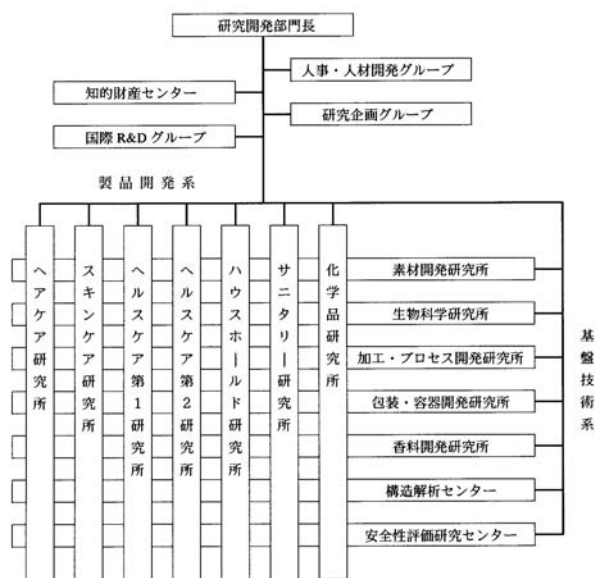 研究開発部門長
人事・人材開発グループ
知的財産センター
研究企画グループ
国際 R&D グループ
製品開発系
ヘアケア研究所
スキンケア研究所
ヘルスケア第1研究所
ヘルスケア第2研究所
ハウスホールド研究所
サニタリー研究所
化学品研究所
素材開発研究所
生物科学研究所
加工・プロセス開発研究所
包装・容器開発研究所
香料開発研究所
構造解析センター
安全性評価研究センター
基盤技術系